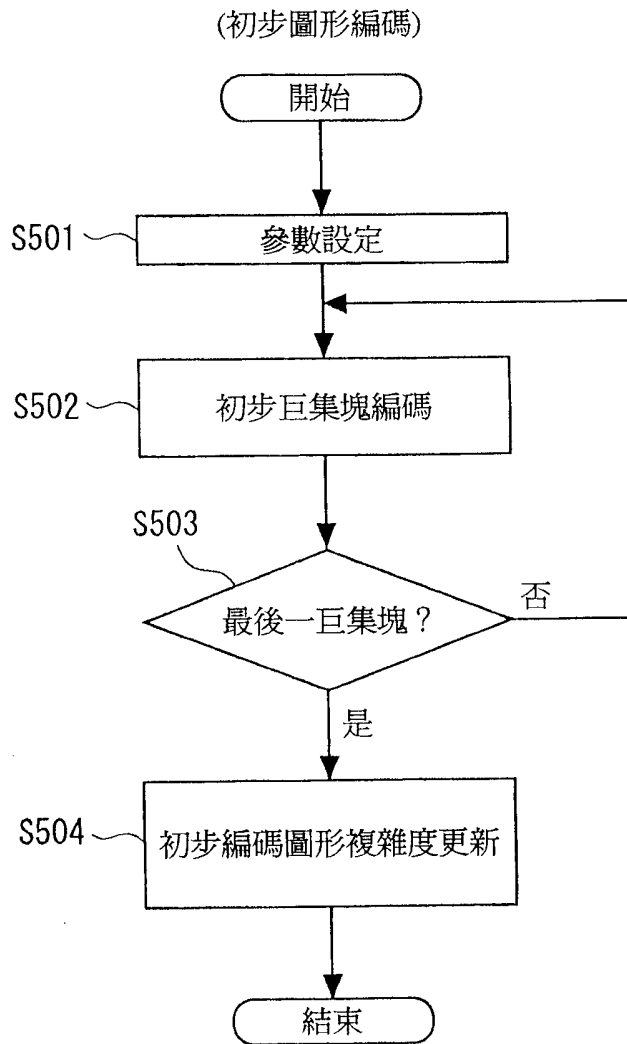 (初步圖形編碼)
開始
S501
參數設定
S502
初步巨集塊編碼
S503
最後一巨集塊？
否
是
S504
初步編碼圖形複雜度更新
結束